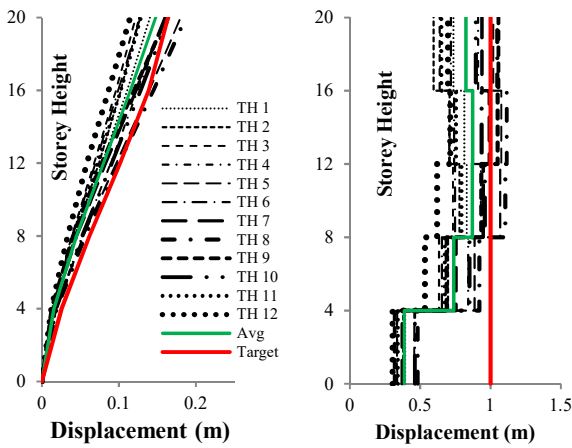 20
16
12
8
4
0
Storey Height
TH 1
TH 2
TH 3
TH 4
TH 5
TH 6
TH 7
TH 8
TH 9
TH 10
TH 11
TH 12
Avg
Target
0
0.1
0.2
Displacement (m)
20
16
12
8
4
0
Storey Height
0
0.5
1
1.5
Displacement (m)